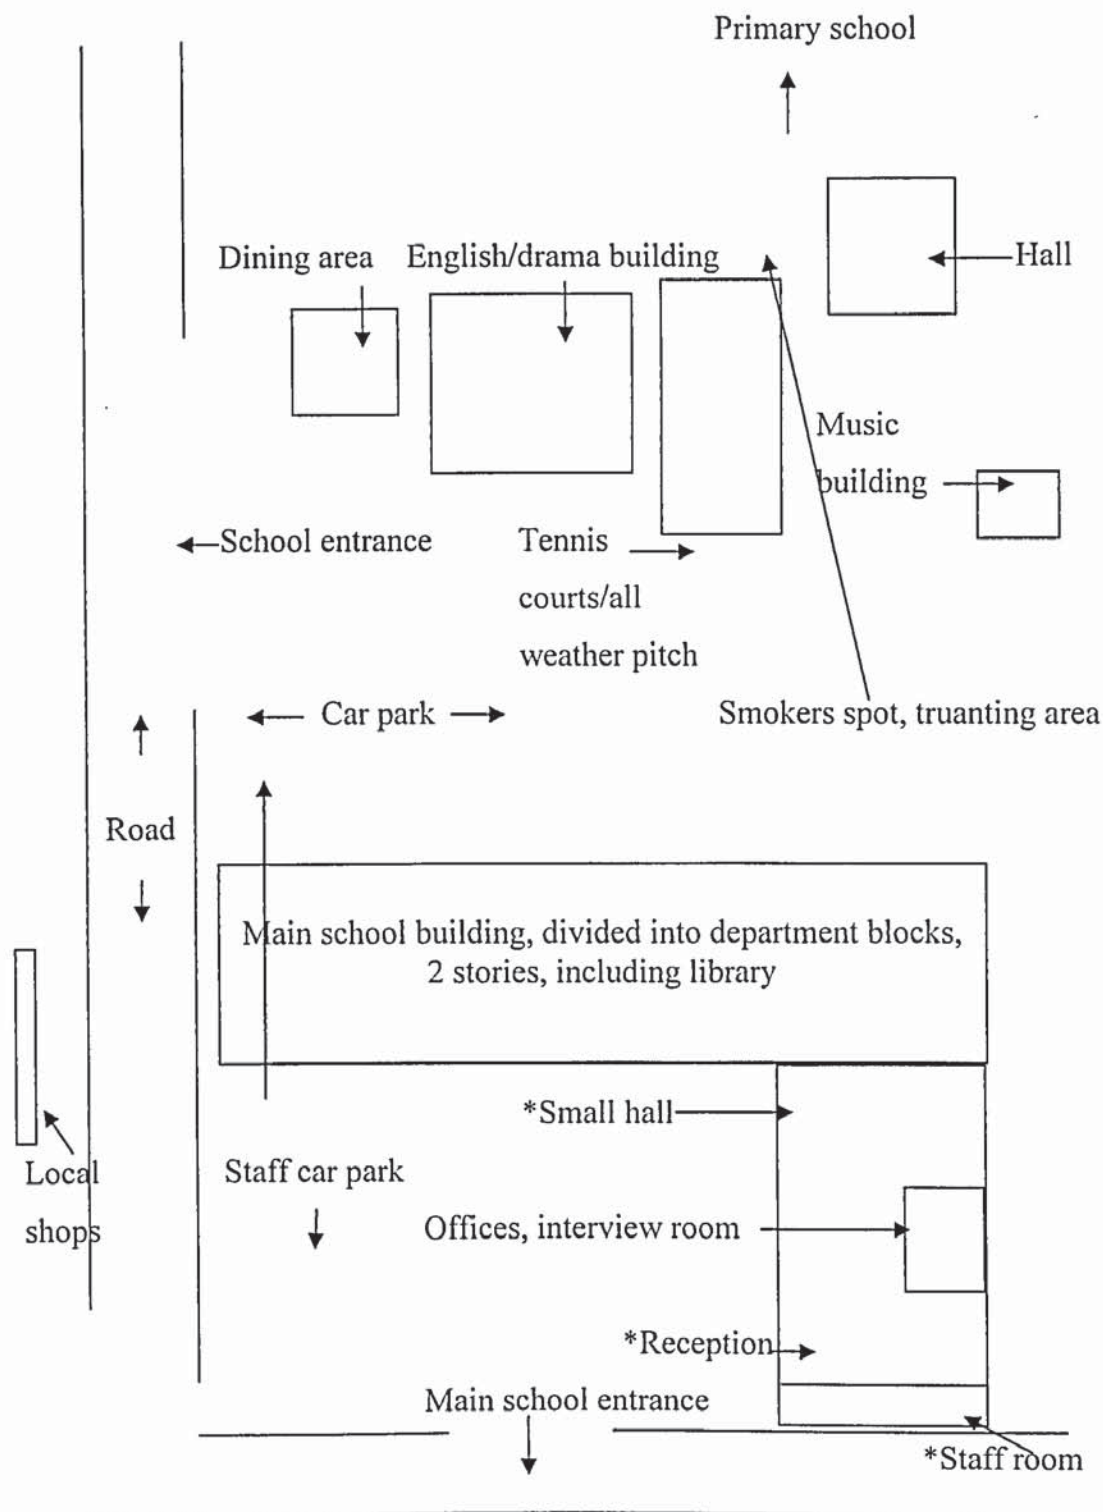 Primary school
Dining area
English/drama building
Hall
Music
building
School entrance
Tennis
courts/all
weather pitch
Car park
Smokers spot, truanting area
Road
Main school building, divided into department blocks,
2 stories, including library
*Small hall
Local
shops
Staff car park
Offices, interview room
*Reception
Main school entrance
*Staff room